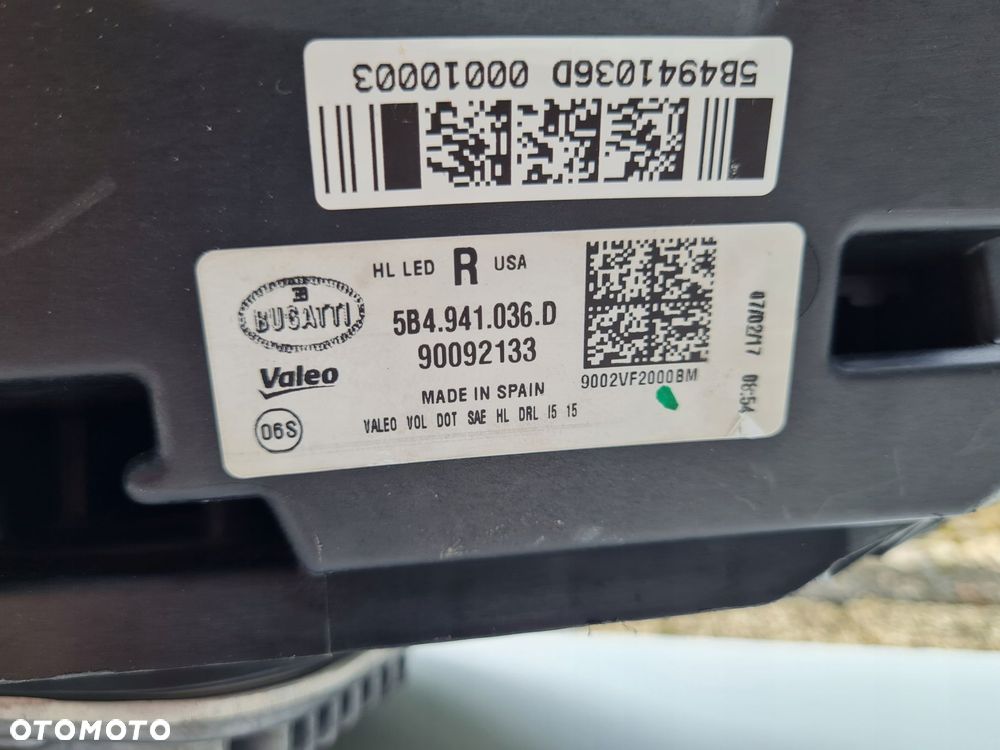 5B4941036D 00010003
HL LED R USA
EB
BUGATTI
5B4.941.036.D
90092133
Valeo
MADE IN SPAIN
06S
VALEO VOL DOT SAE HL DRL I5 15
9002VF2000BM
07/02/17 08:54
OTOMOTO